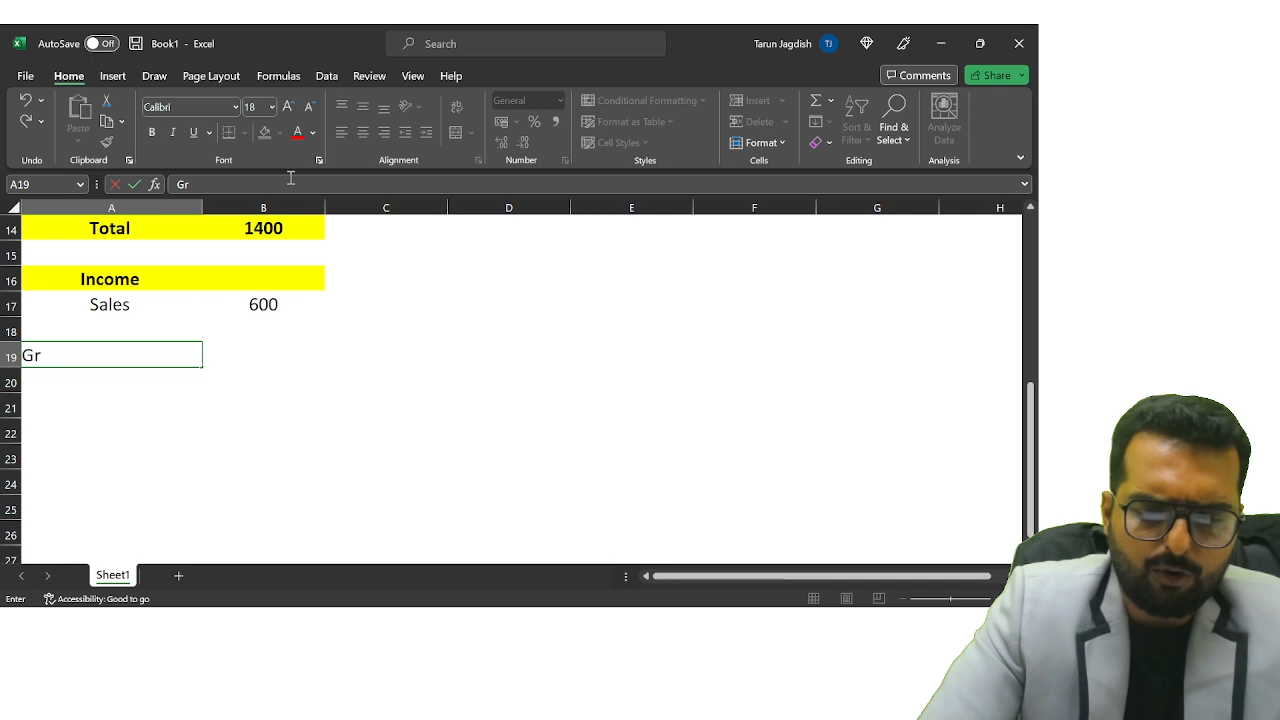 AutoSave Off Book1 - Excel Search Tarun Jagdish TJ
File Home Insert Draw Page Layout Formulas Data Review View Help Comments Share
Calibri 18 A A General Conditional Formatting Insert Σ
Paste Format as Table Delete Sort & Find & Analyze
B I U A % Cell Styles Format Filter Select Data
Undo Clipboard Font Alignment Number Styles Cells Editing Analysis
A19 fx Gr
A B C D E F G H
14 Total 1400
15
16 Income
17 Sales 600
18
19 Gr
20
21
22
23
24
25
26
27
Sheet1
Enter Accessibility: Good to go